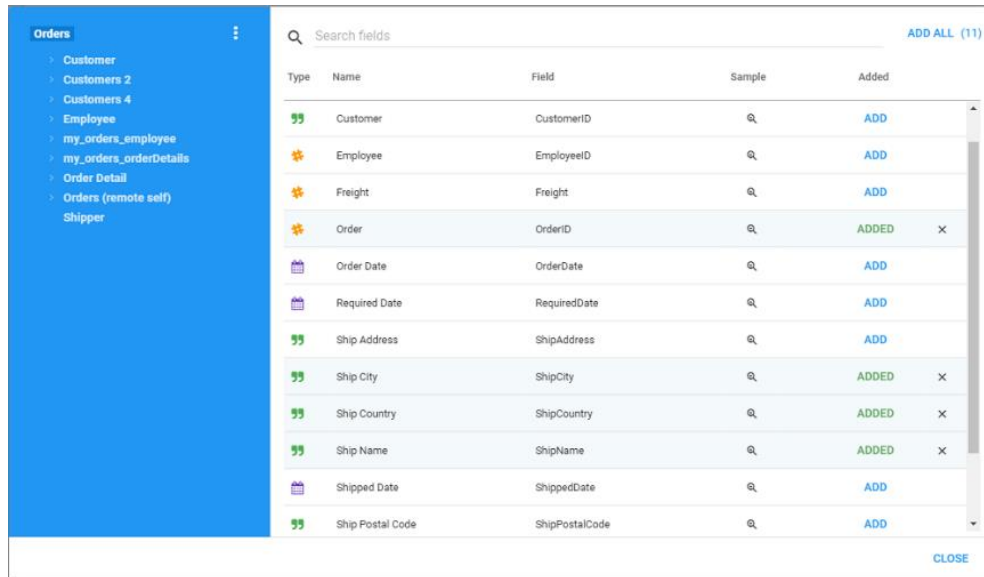 Orders
Customer
Customers 2
Customers 4
Employee
my_orders_employee
my_orders_orderDetails
Order Detail
Orders (remote self)
Shipper
Search fields
ADD ALL (11)
Type Name Field Sample Added
Customer CustomerID ADD
Employee EmployeeID ADD
Freight Freight ADD
Order OrderID ADDED
Order Date OrderDate ADD
Required Date RequiredDate ADD
Ship Address ShipAddress ADD
Ship City ShipCity ADDED
Ship Country ShipCountry ADDED
Ship Name ShipName ADDED
Shipped Date ShippedDate ADD
Ship Postal Code ShipPostalCode ADD
CLOSE